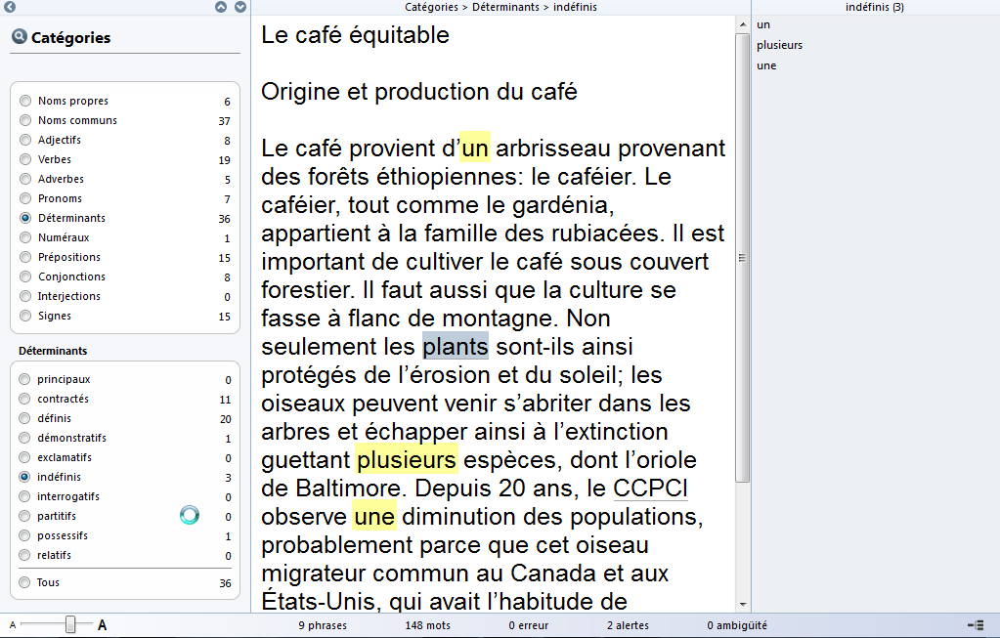 Catégories > Déterminants > indéfinis
indéfinis (3)
Catégories
Noms propres 6
Noms communs 37
Adjectifs 8
Verbes 19
Adverbes 5
Pronoms 7
Déterminants 36
Numéraux 1
Prépositions 15
Conjonctions 8
Interjections 0
Signes 15
Déterminants
principaux 0
contractés 11
définis 20
démonstratifs 1
exclamatifs 0
indéfinis 3
interrogatifs 0
partitifs 0
possessifs 1
relatifs 0
Tous 36
Le café équitable
Origine et production du café
Le café provient d’un arbrisseau provenant
des forêts éthiopiennes: le caféier. Le
caféier, tout comme le gardénia,
appartient à la famille des rubiacées. Il est
important de cultiver le café sous couvert
forestier. Il faut aussi que la culture se
fasse à flanc de montagne. Non
seulement les plants sont-ils ainsi
protégés de l’érosion et du soleil; les
oiseaux peuvent venir s’abriter dans les
arbres et échapper ainsi à l’extinction
guettant plusieurs espèces, dont l’oriole
de Baltimore. Depuis 20 ans, le CCPCI
observe une diminution des populations,
probablement parce que cet oiseau
migrateur commun au Canada et aux
États-Unis, qui avait l’habitude de
un
plusieurs
une
A A
9 phrases 148 mots 0 erreur 2 alertes 0 ambigüité